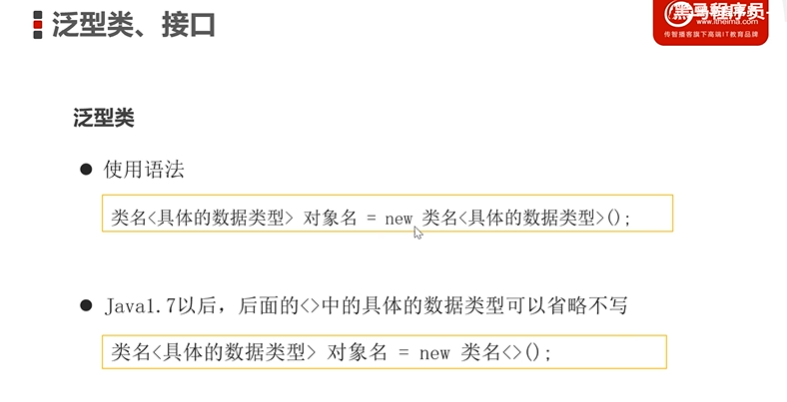 泛型类、接口
黑马程序员
www.itheima.com
传智播客旗下高端IT教育品牌
泛型类
● 使用语法
类名<具体的数据类型> 对象名 = new 类名<具体的数据类型>();
● Java1.7以后，后面的<>中的具体的数据类型可以省略不写
类名<具体的数据类型> 对象名 = new 类名<>();